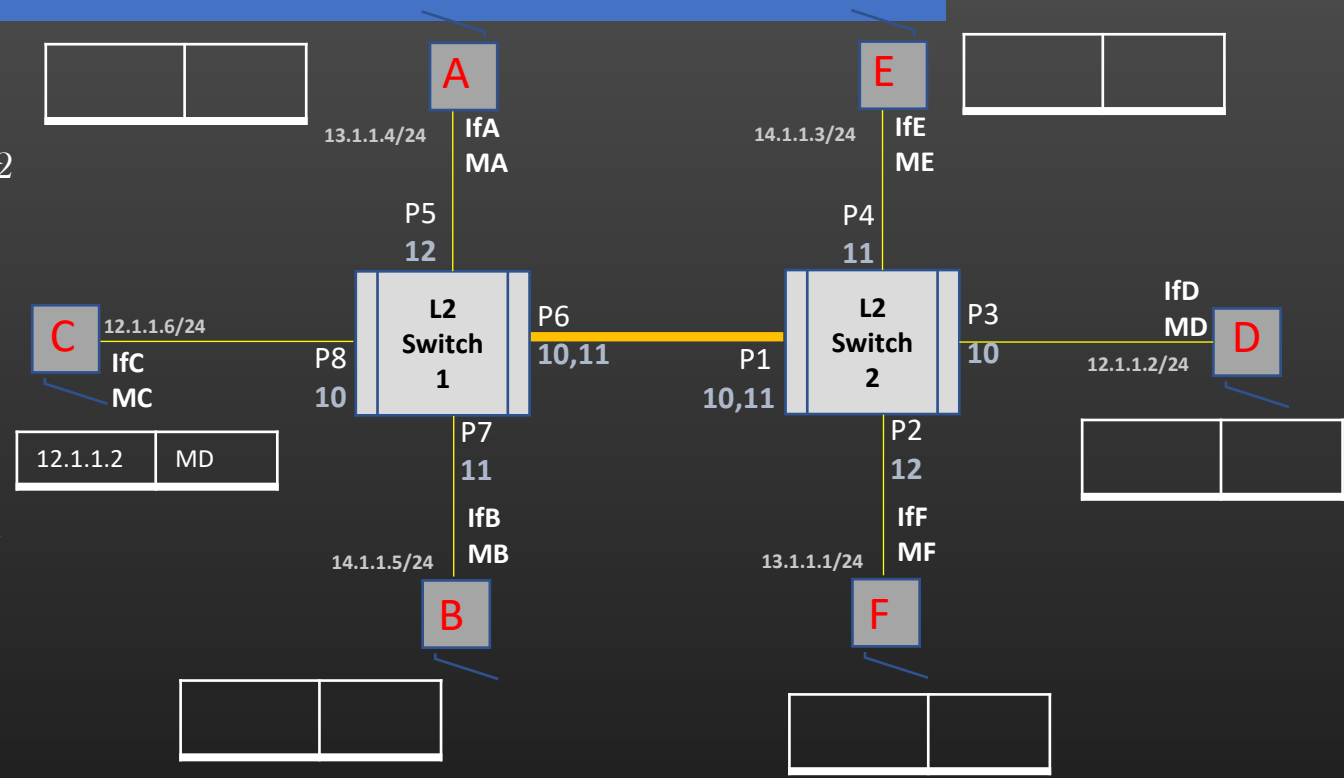 A
E
13.1.1.4/24
IfA
MA
14.1.1.3/24
IfE
ME
2
P5
12
P4
11
C
12.1.1.6/24
IfC
MC
P8
10
L2
Switch
1
P6
10,11
P1
10,11
L2
Switch
2
P3
10
IfD
MD
12.1.1.2/24
D
12.1.1.2 MD
P7
11
IfB
MB
14.1.1.5/24
B
P2
12
IfF
MF
13.1.1.1/24
F